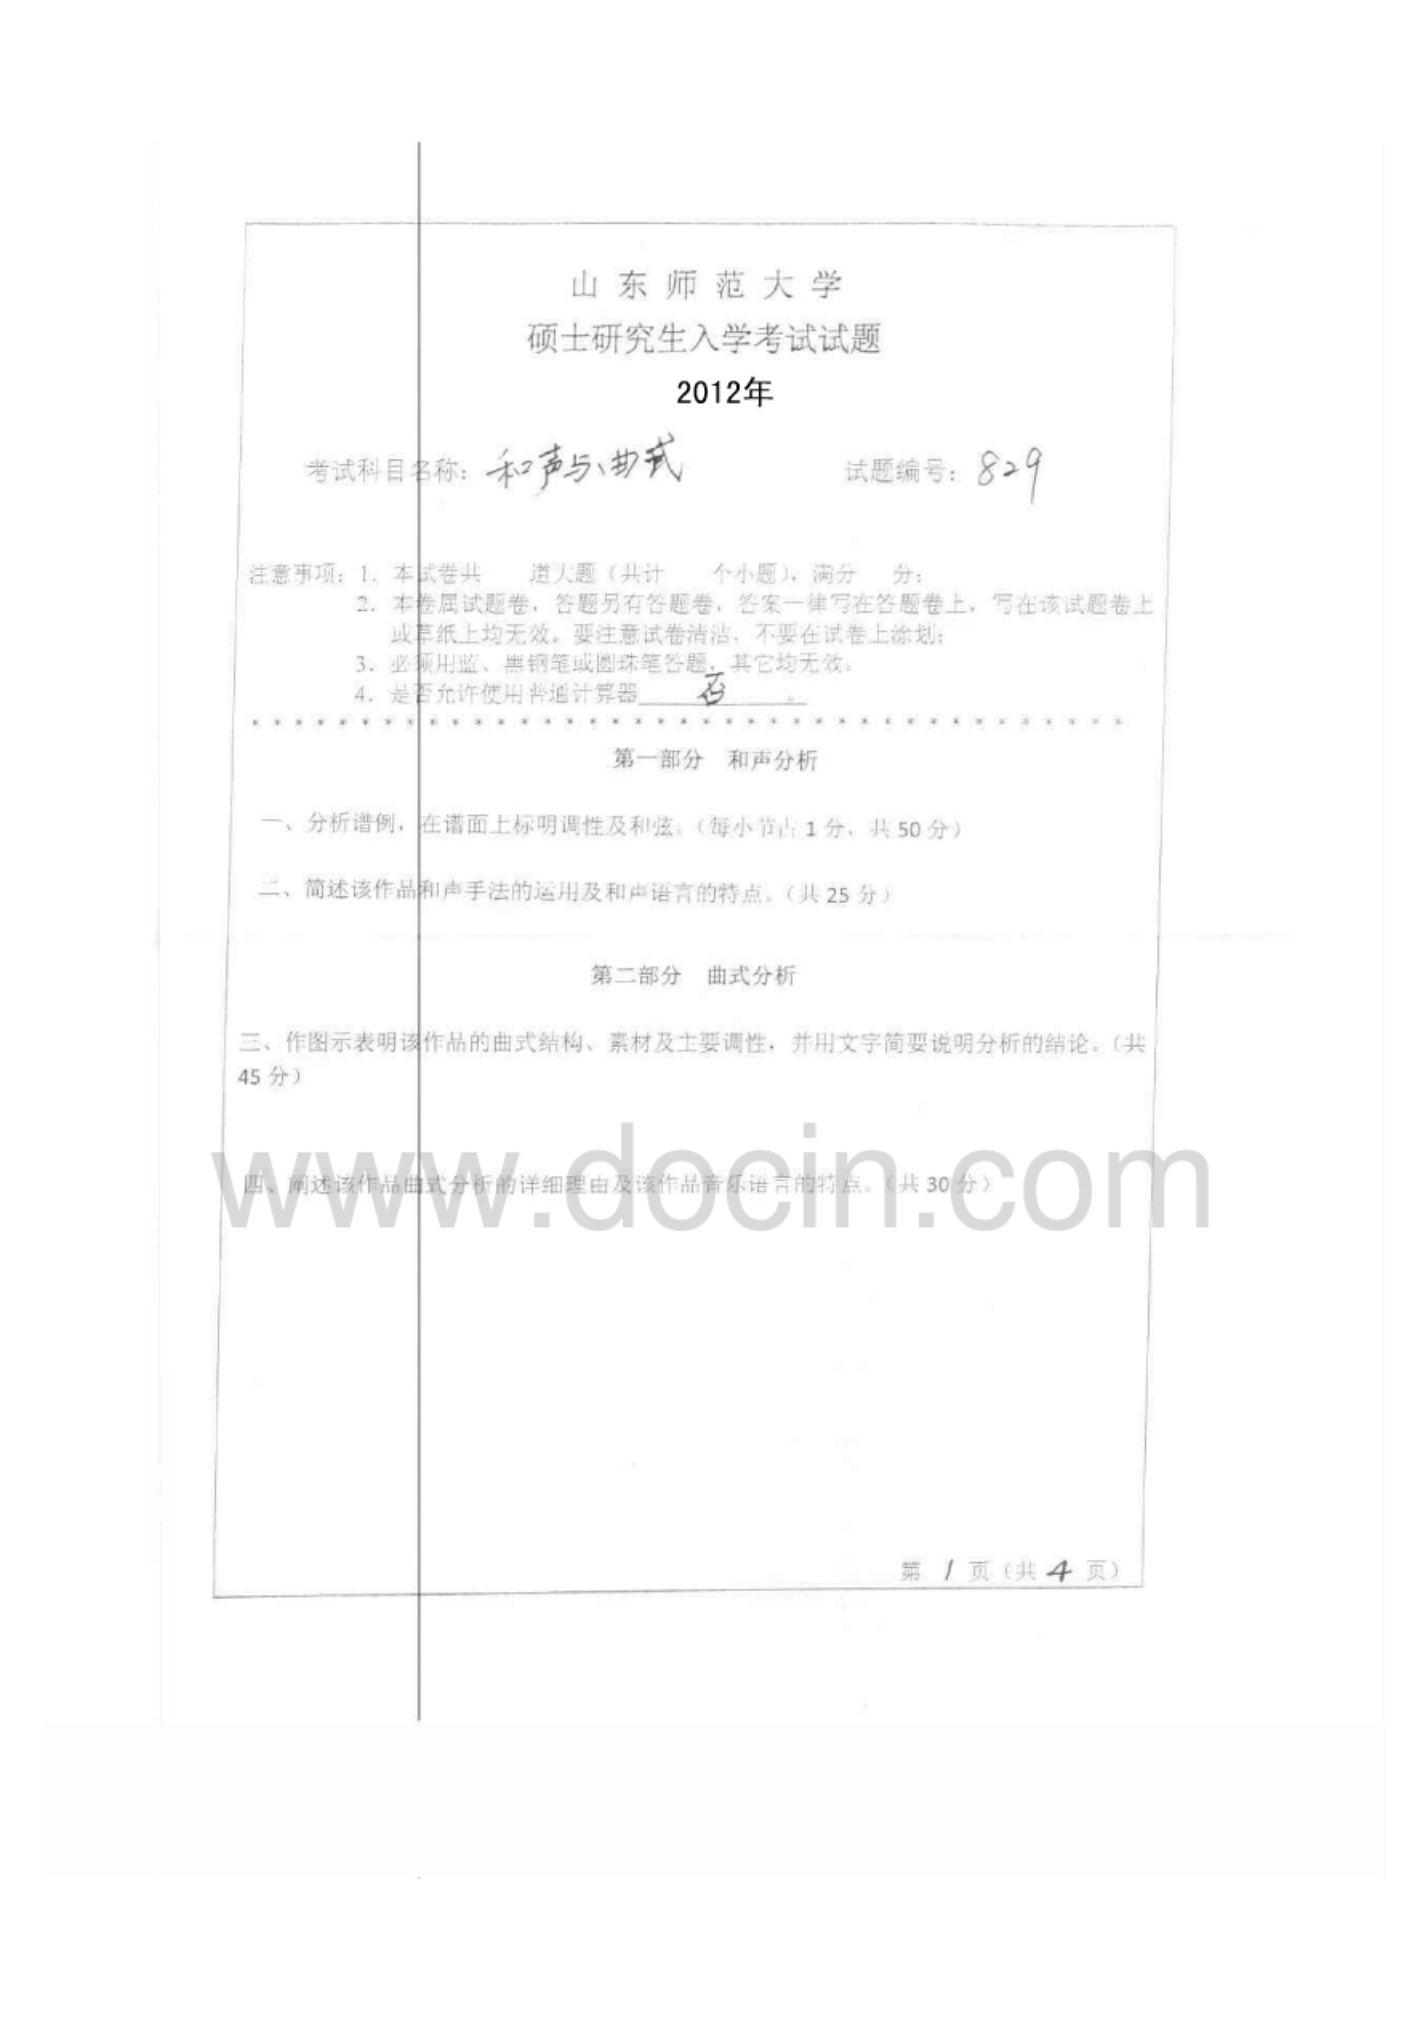 山东师范大学
硕士研究生入学考试试题
2012年
考试科目名称：和声与曲式 试题编号：829
注意事项：1. 本试卷共 道大题（共计 个小题），满分 分；
2. 本卷属试题卷，答题另有答题卷，答案一律写在答题卷上，写在该试题卷上
或草纸上均无效。要注意试卷清洁，不要在试卷上涂划；
3. 必须用蓝、黑钢笔或圆珠笔答题，其它均无效。
4. 是否允许使用普通计算器 否 。
* * * * * * * * * * * * * * * * * * * * * * * * * * * * * * * * * * * * * * *
第一部分 和声分析
一、分析谱例，在谱面上标明调性及和弦。（每小节占 1 分，共 50 分）
二、简述该作品和声手法的运用及和声语言的特点。（共 25 分）
第二部分 曲式分析
三、作图示表明该作品的曲式结构、素材及主要调性，并用文字简要说明分析的结论。（共
45 分）
www.docin.com
四、阐述该作品曲式分析的详细理由及该作品音乐语言的特点。（共 30 分）
第 1 页（共 4 页）